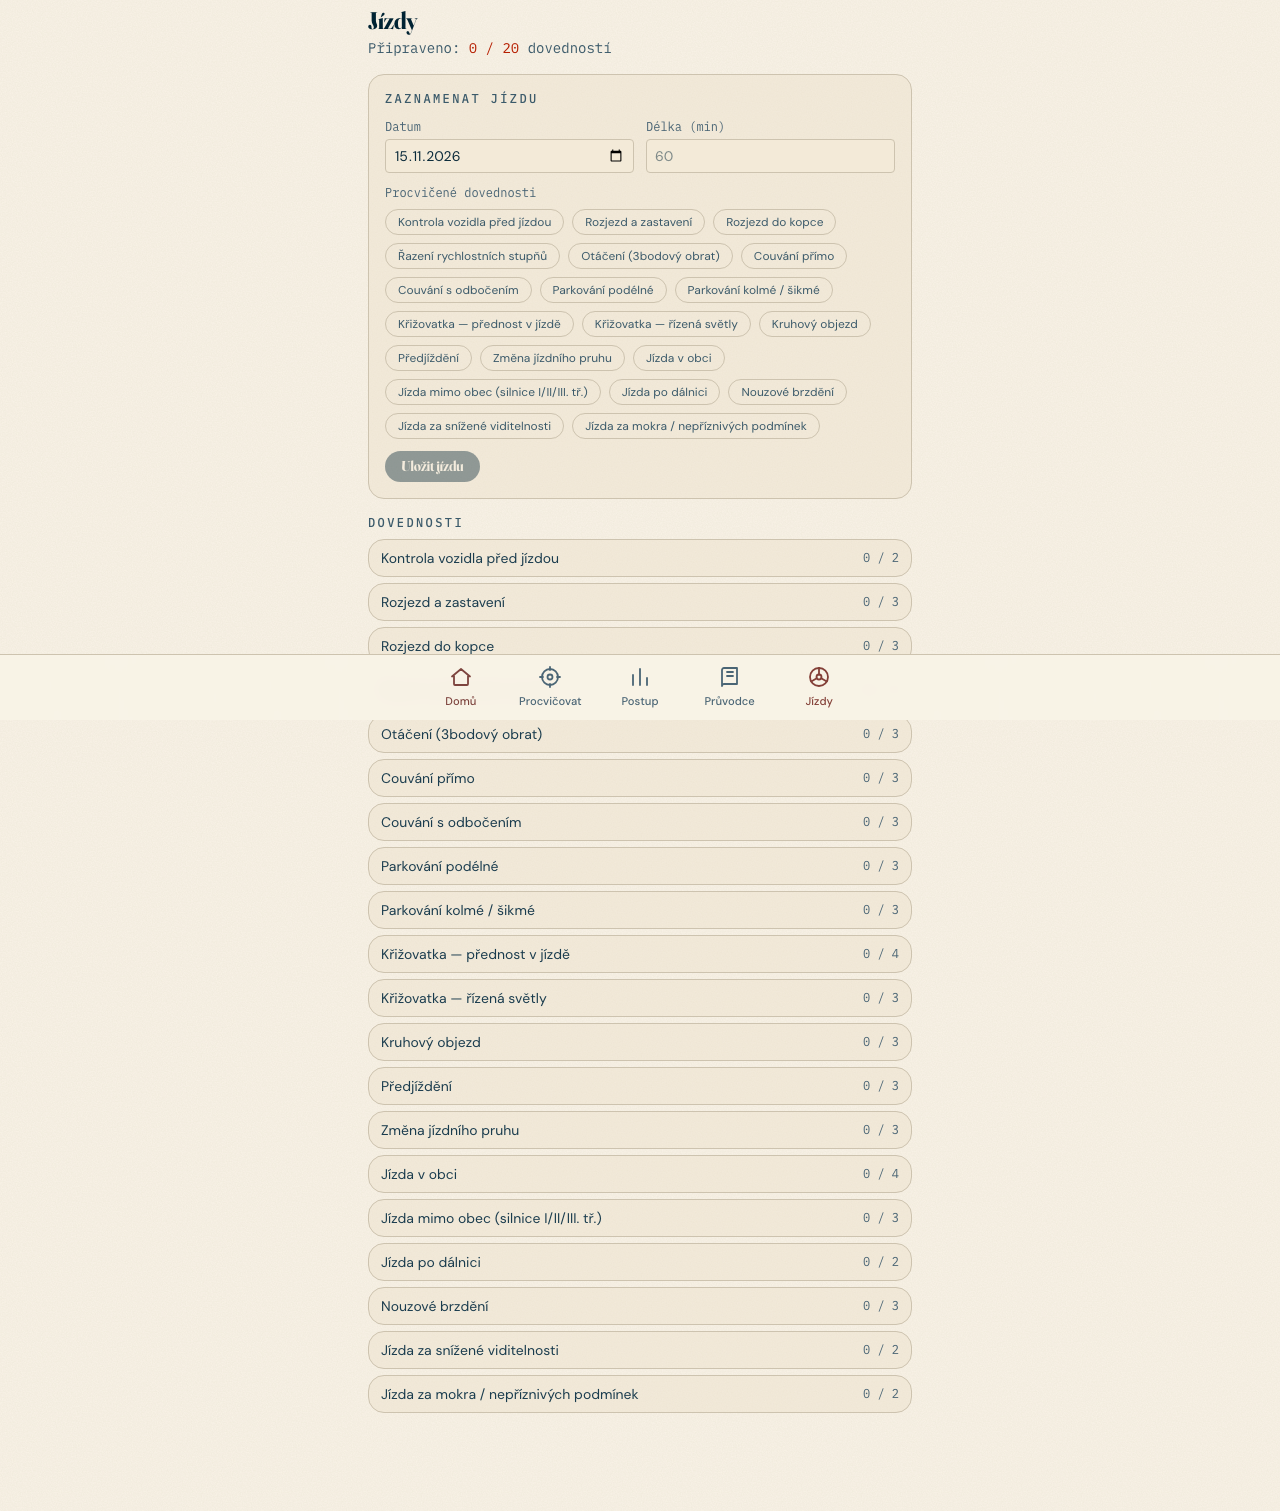 Jízdy
Připraveno: 0 / 20 dovedností
ZAZNAMENAT JÍZDU
Datum
Délka (min)
15.11.2026
60
Procvičené dovednosti
Kontrola vozidla před jízdou
Rozjezd a zastavení
Rozjezd do kopce
Řazení rychlostních stupňů
Otáčení (3bodový obrat)
Couvání přímo
Couvání s odbočením
Parkování podélné
Parkování kolmé / šikmé
Křižovatka — přednost v jízdě
Křižovatka — řízená světly
Kruhový objezd
Předjíždění
Změna jízdního pruhu
Jízda v obci
Jízda mimo obec (silnice I/II/III. tř.)
Jízda po dálnici
Nouzové brzdění
Jízda za snížené viditelnosti
Jízda za mokra / nepříznivých podmínek
Uložit jízdu
DOVEDNOSTI
Kontrola vozidla před jízdou 0 / 2
Rozjezd a zastavení 0 / 3
Rozjezd do kopce 0 / 3
Domů
Procvičovat
Postup
Průvodce
Jízdy
Otáčení (3bodový obrat) 0 / 3
Couvání přímo 0 / 3
Couvání s odbočením 0 / 3
Parkování podélné 0 / 3
Parkování kolmé / šikmé 0 / 3
Křižovatka — přednost v jízdě 0 / 4
Křižovatka — řízená světly 0 / 3
Kruhový objezd 0 / 3
Předjíždění 0 / 3
Změna jízdního pruhu 0 / 3
Jízda v obci 0 / 4
Jízda mimo obec (silnice I/II/III. tř.) 0 / 3
Jízda po dálnici 0 / 2
Nouzové brzdění 0 / 3
Jízda za snížené viditelnosti 0 / 2
Jízda za mokra / nepříznivých podmínek 0 / 2